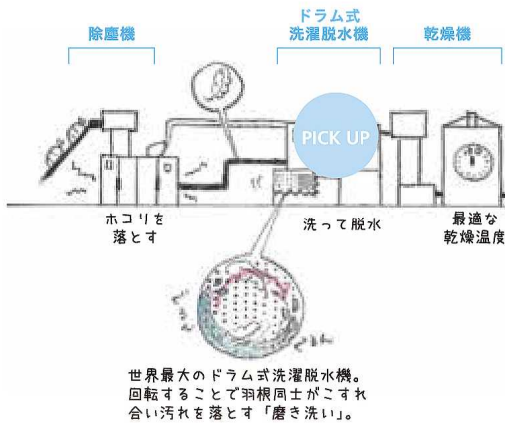 除塵機
ドラム式
洗濯脱水機
乾燥機
PICK UP
ホコリを
落とす
洗って脱水
最適な
乾燥温度
世界最大のドラム式洗濯脱水機。
回転することで羽根同士がこすれ
合い汚れを落とす「磨き洗い」。